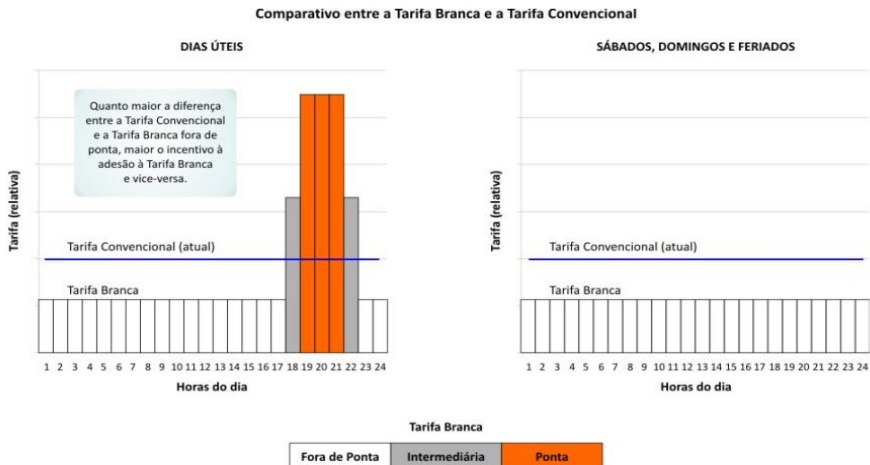 Comparativo entre a Tarifa Branca e a Tarifa Convencional
DIAS ÚTEIS
Tarifa (relativa)
Quanto maior a diferença
entre a Tarifa Convencional
e a Tarifa Branca fora de
ponta, maior o incentivo à
adesão à Tarifa Branca
e vice-versa.
Tarifa Convencional (atual)
Tarifa Branca
1 2 3 4 5 6 7 8 9 10 11 12 13 14 15 16 17 18 19 20 21 22 23 24
Horas do dia
SÁBADOS, DOMINGOS E FERIADOS
Tarifa (relativa)
Tarifa Convencional (atual)
Tarifa Branca
1 2 3 4 5 6 7 8 9 10 11 12 13 14 15 16 17 18 19 20 21 22 23 24
Horas do dia
Tarifa Branca
Fora de Ponta Intermediária Ponta